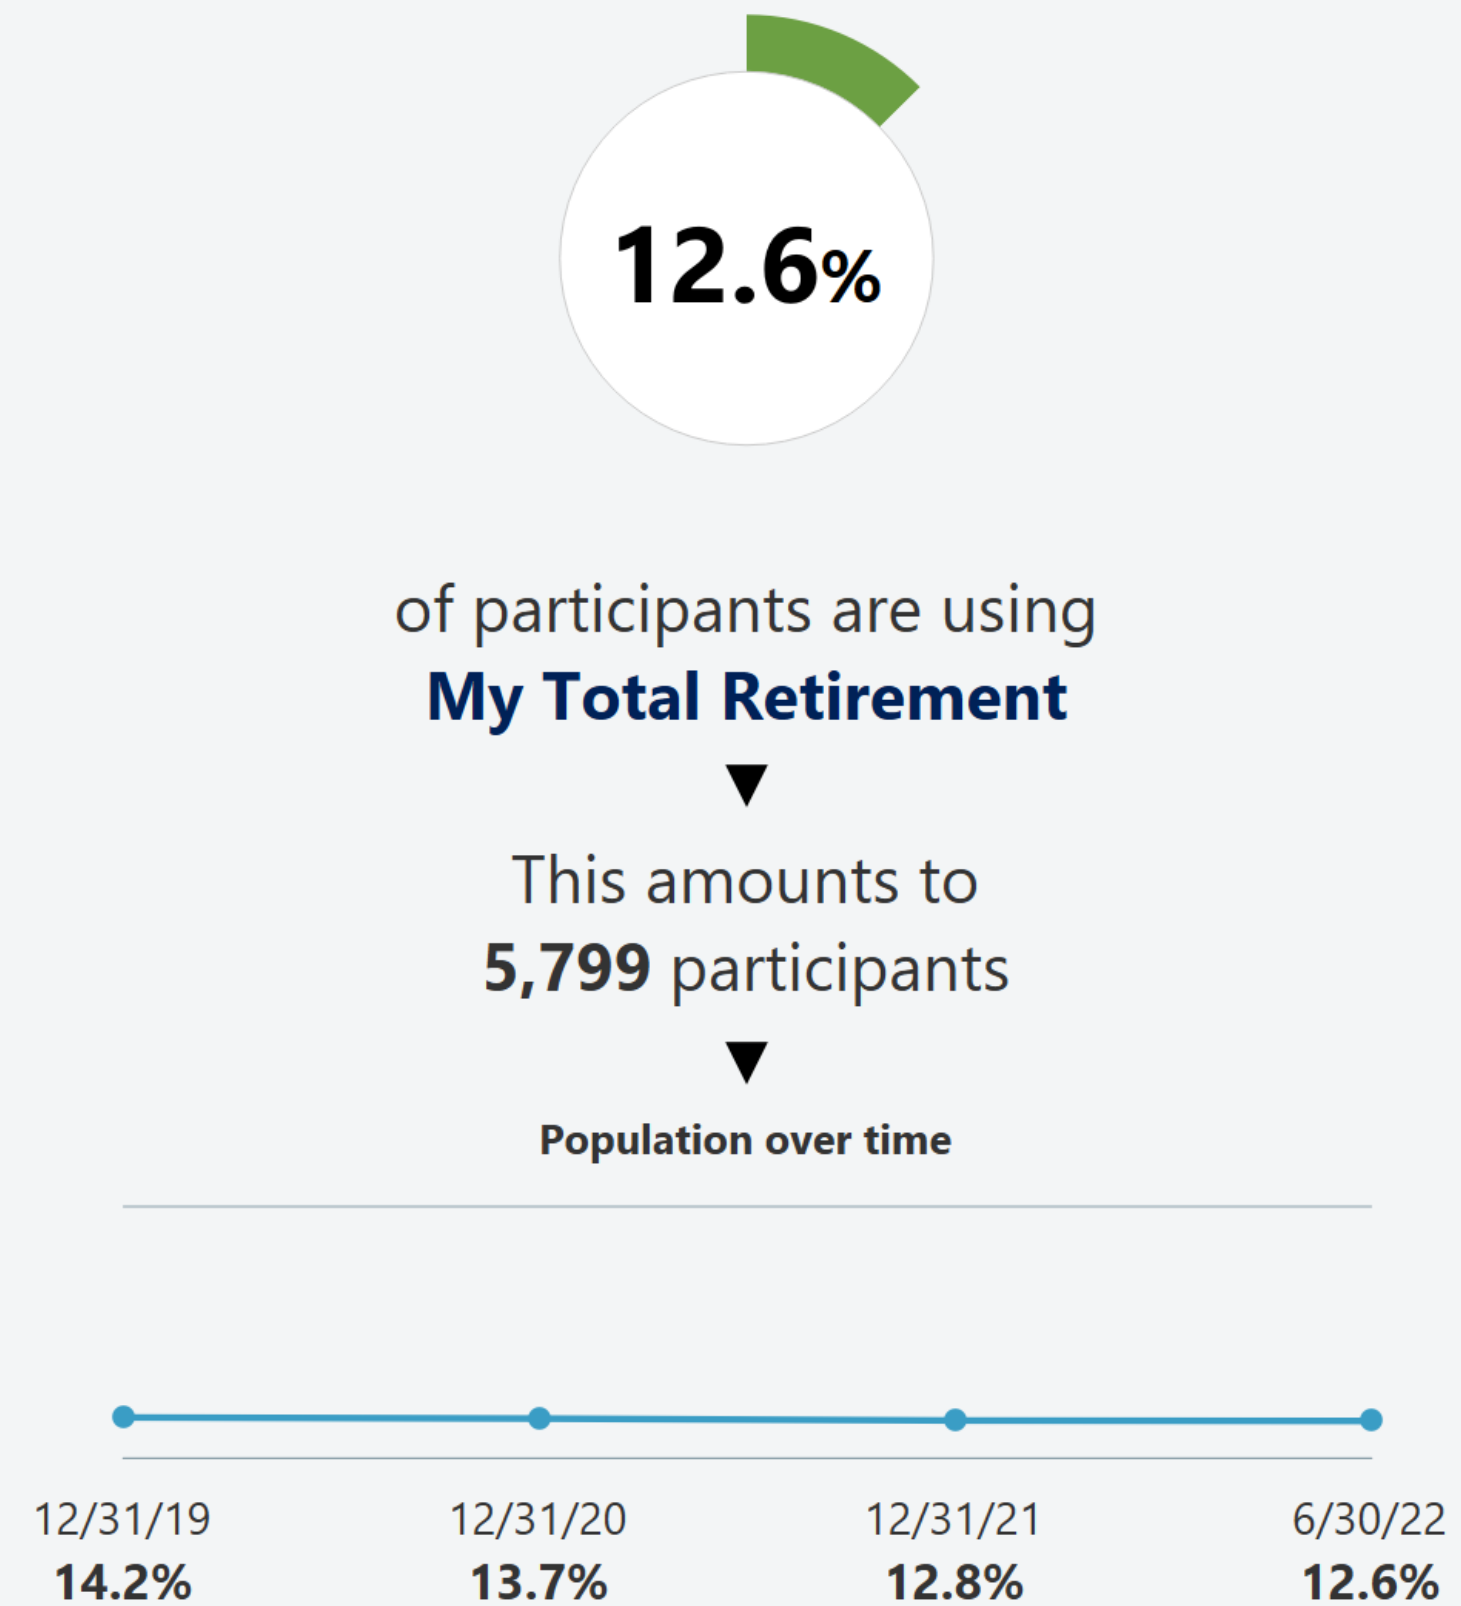 12.6%
of participants are using
My Total Retirement
▼
This amounts to
5,799 participants
▼
Population over time
12/31/19 12/31/20 12/31/21 6/30/22
14.2% 13.7% 12.8% 12.6%